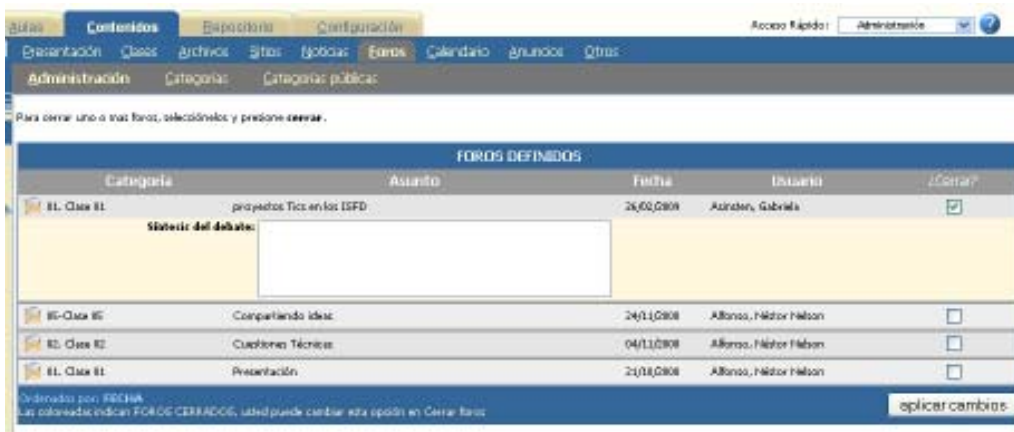 Aulas Contenidos Repositorio Configuración Acceso Rápido: Administración
Presentación Clases Archivos Sitios Noticias Foros Calendario Anuncios Otros
Administración Categorías Categorías públicas
Para cerrar uno o mas foros, selecciónelos y presione cerrar.
FOROS DEFINIDOS
Categoría Asunto Fecha Usuario ¿Cerrar?
01. Clase 01 proyectos Tics en los ISFD 26/02/2009 Asinsten, Gabriela
Síntesis del debate:
05-Clase 05 Compartiendo ideas 24/11/2008 Alfonso, Néstor Nelson
02. Clase 02 Cuestiones Técnicas 04/11/2008 Alfonso, Néstor Nelson
01. Clase 01 Presentación 21/10/2008 Alfonso, Néstor Nelson
Ordenados por: FECHA
Las coloreadas indican FOROS CERRADOS, usted puede cambiar esta opción en Cerrar foros
aplicar cambios